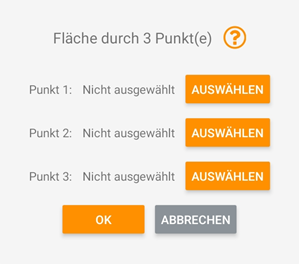 Fläche durch 3 Punkt(e) ?
Punkt 1: Nicht ausgewählt AUSWÄHLEN
Punkt 2: Nicht ausgewählt AUSWÄHLEN
Punkt 3: Nicht ausgewählt AUSWÄHLEN
OK ABBRECHEN